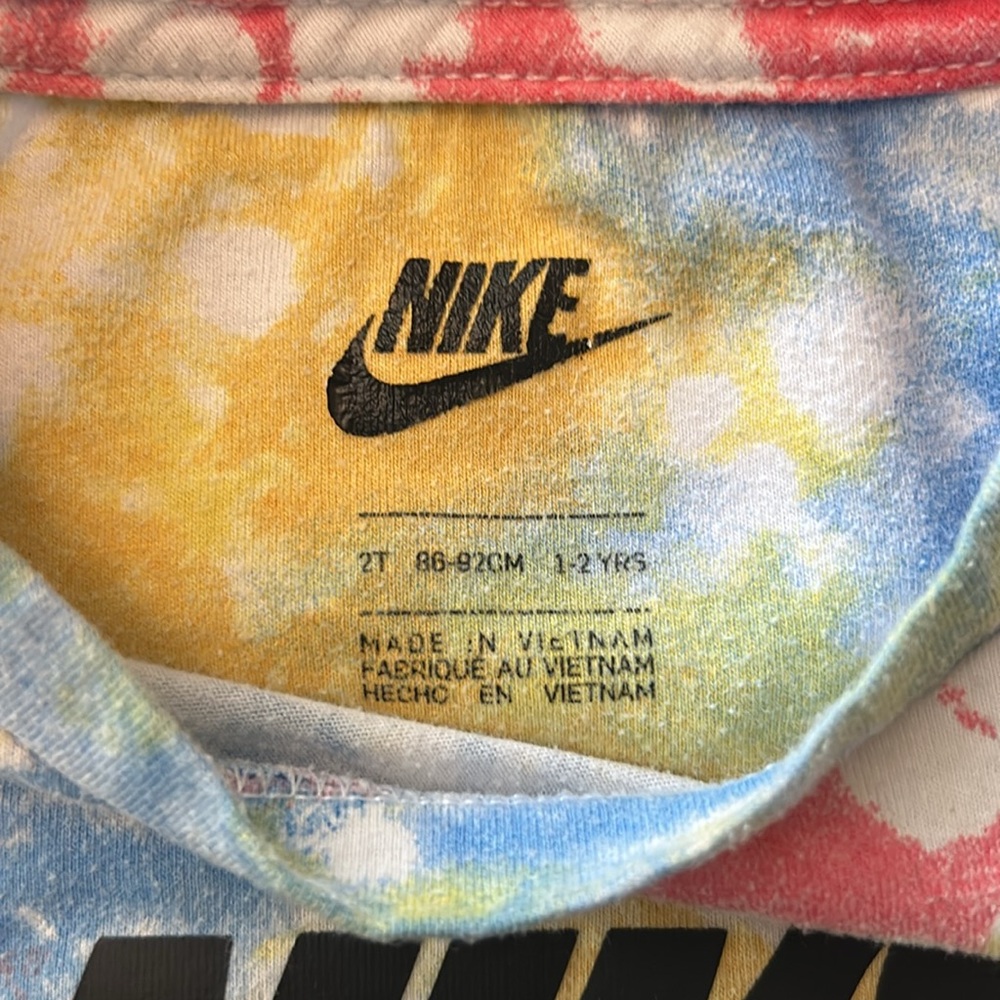 NIKE
2T 86-92CM 1-2 YRS
MADE IN VIETNAM
FABRIQUÉ AU VIETNAM
HECHO EN VIETNAM